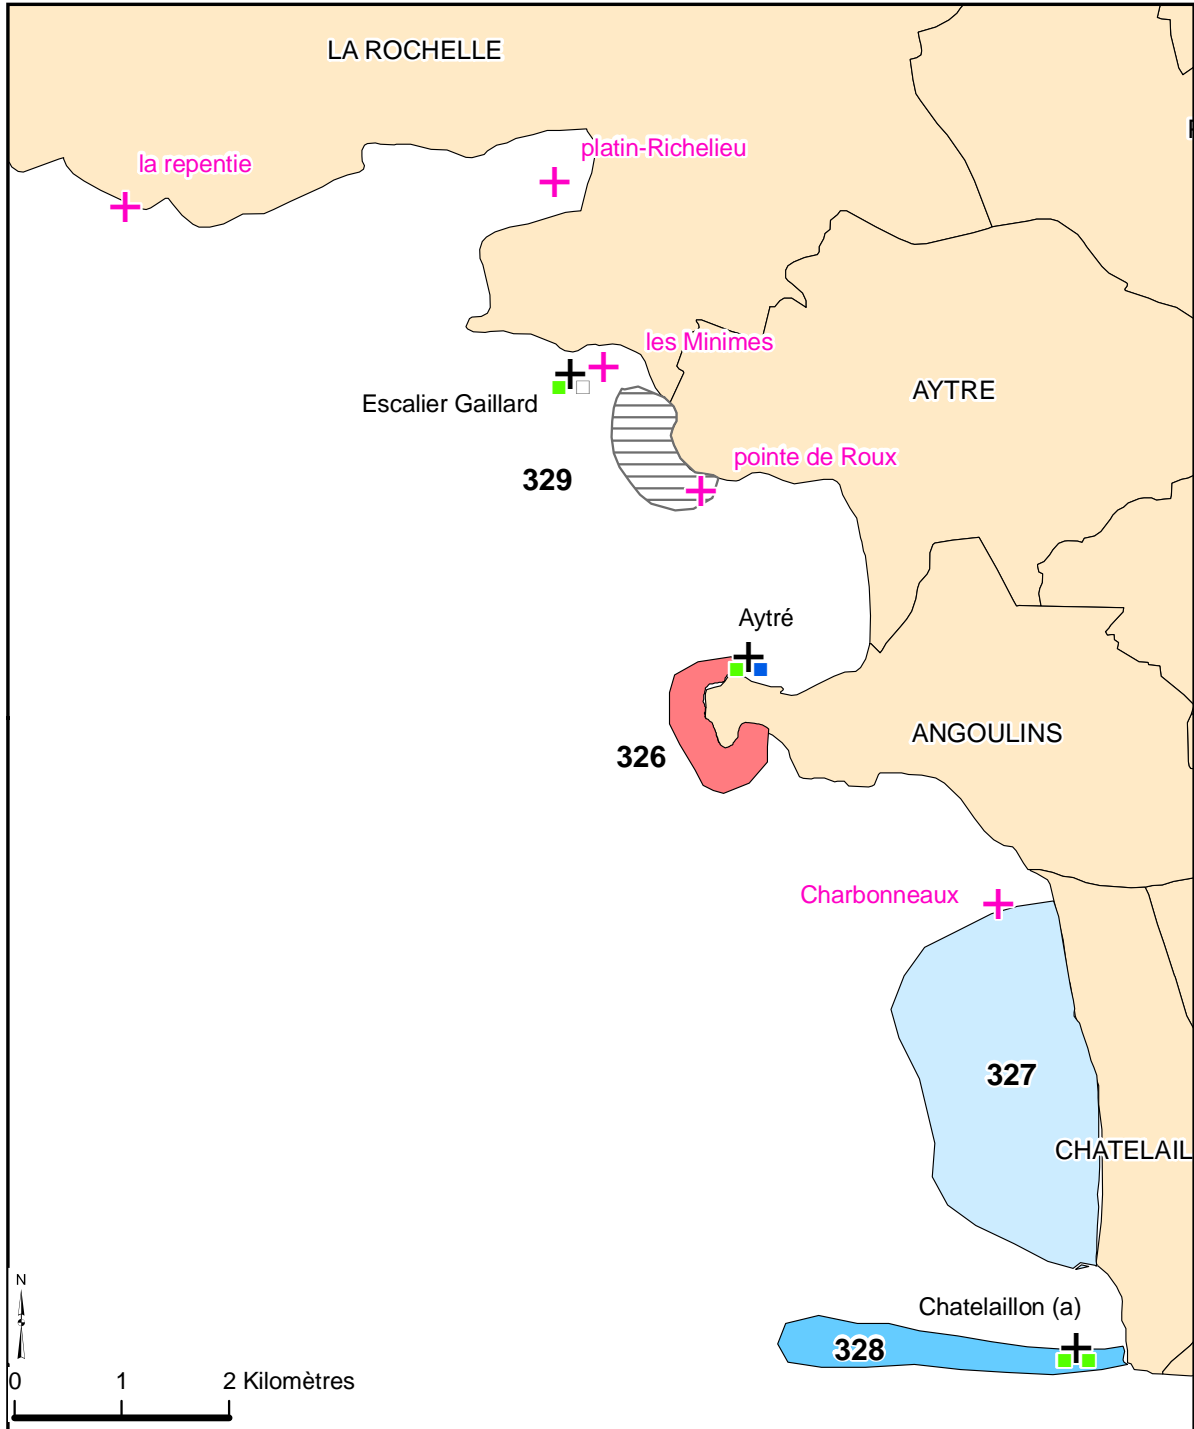 LA ROCHELLE
la repentie
platin-Richelieu
les Minimes
Escalier Gaillard
AYTRE
329
pointe de Roux
Aytré
326
ANGOULINS
Charbonneaux
327
CHATELAIL
Chatelaillon (a)
328
N
0 1 2 Kilomètres